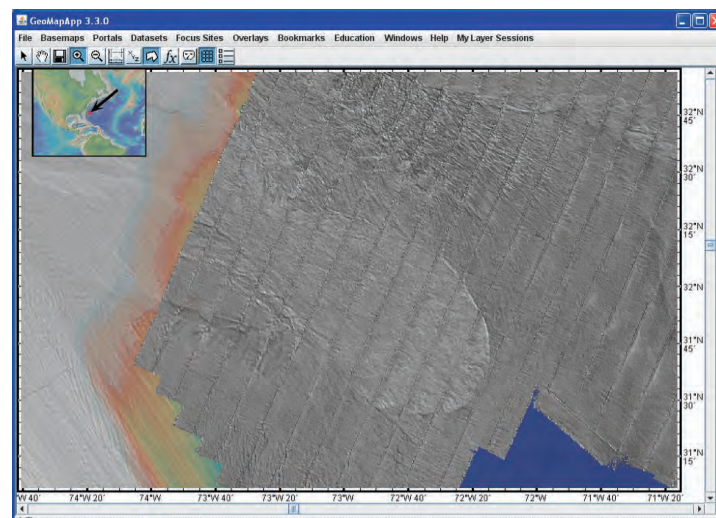 GeoMapApp 3.3.0
File Basemaps Portals Datasets Focus Sites Overlays Bookmarks Education Windows Help My Layer Sessions
32°N
45'
32°N
30'
32°N
15'
32°N
31°N
45'
31°N
30'
31°N
15'
°W 40' 74°W 20' 74°W 73°W 40' 73°W 20' 73°W 72°W 40' 72°W 20' 72°W 71°W 40' 71°W 20'